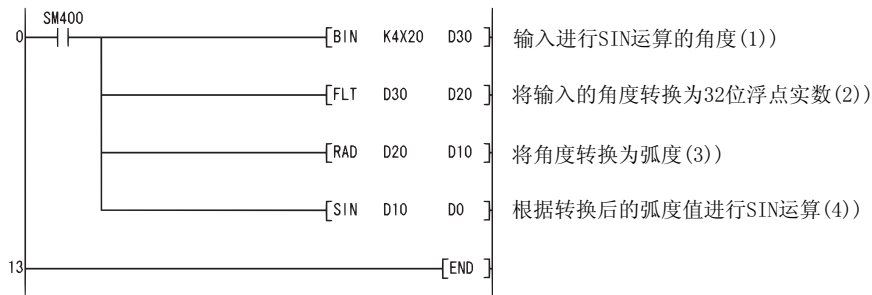 SM400
0 BIN K4X20 D30 输入进行SIN运算的角度(1))
FLT D30 D20 将输入的角度转换为32位浮点实数(2))
RAD D20 D10 将角度转换为弧度(3))
SIN D10 D0 根据转换后的弧度值进行SIN运算(4))
13 END